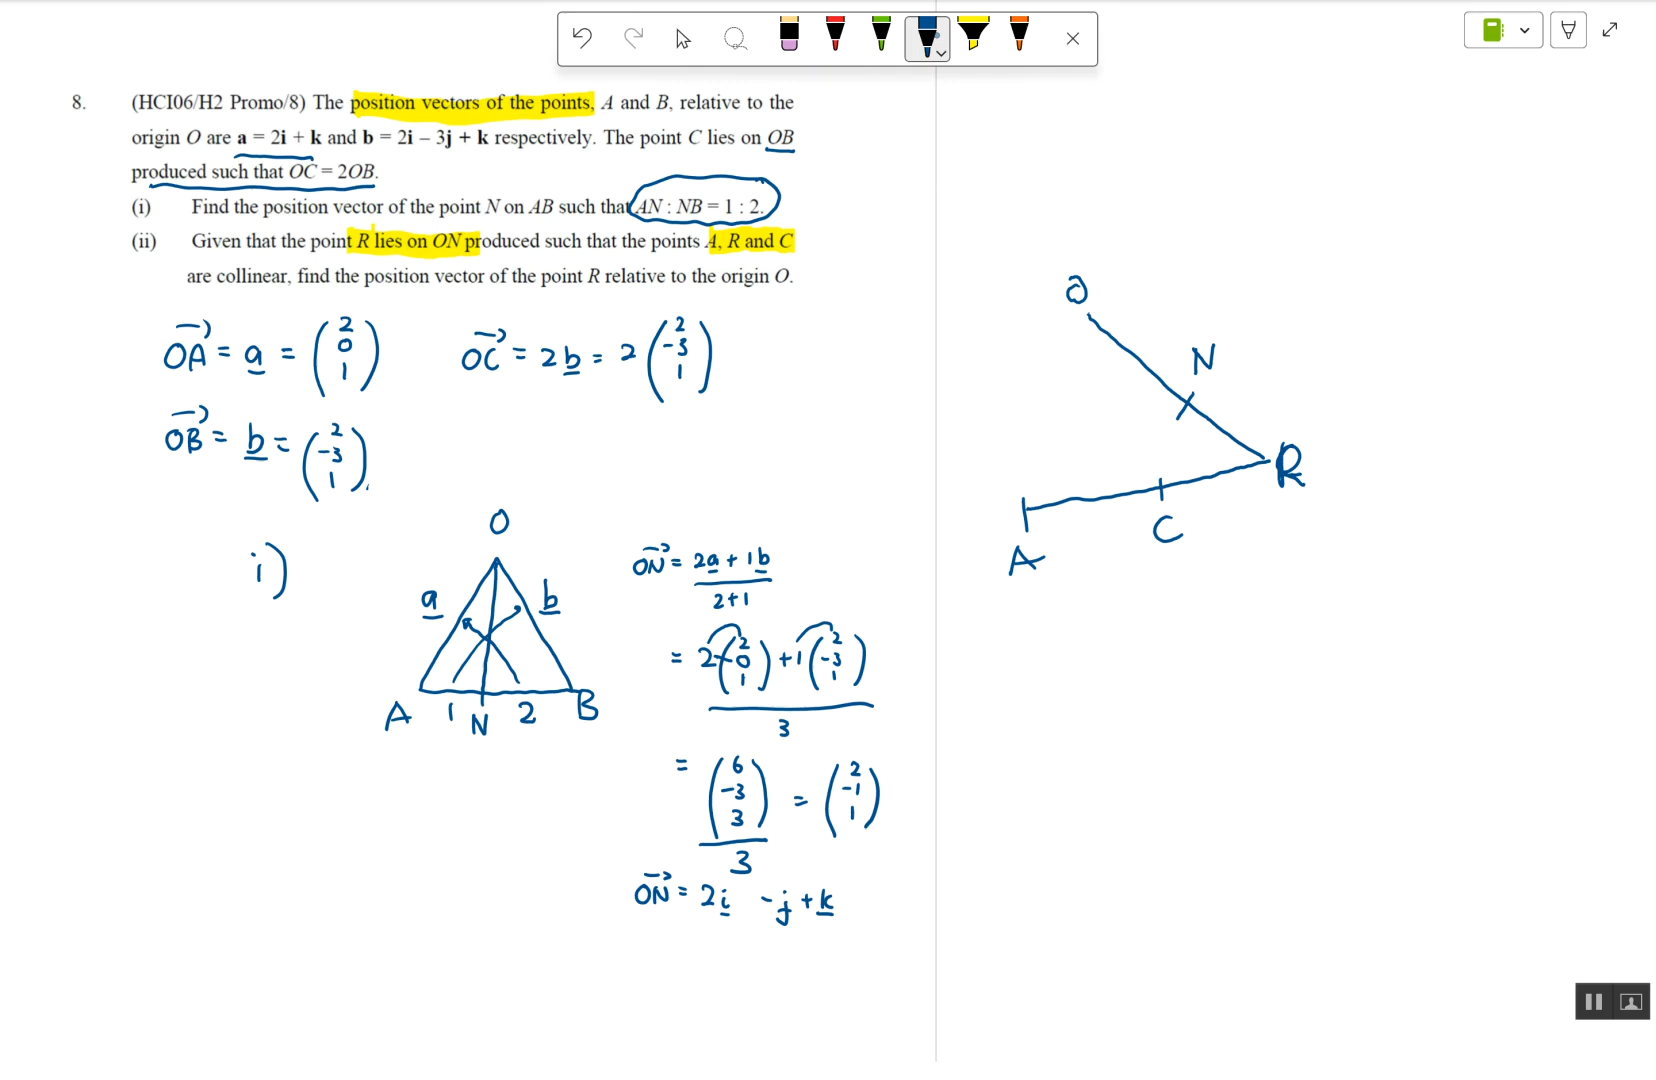 8. (HCI06/H2 Promo/8) The position vectors of the points, A and B, relative to the
origin O are a = 2i + k and b = 2i – 3j + k respectively. The point C lies on OB
produced such that OC = 2OB.
(i) Find the position vector of the point N on AB such that AN : NB = 1 : 2.
(ii) Given that the point R lies on ON produced such that the points A, R and C
are collinear, find the position vector of the point R relative to the origin O.
OA = a = (2 0 1)
OC = 2b = 2 (2 -3 1)
OB = b = (2 -3 1).
i)
O
a b
A 1 N 2 B
ON = 2a + 1b
2+1
= 2(2 0 1) + 1(2 -3 1)
3
= (6 -3 3) = (2 -1 1)
3
ON = 2i - j + k
O
N
R
C
A